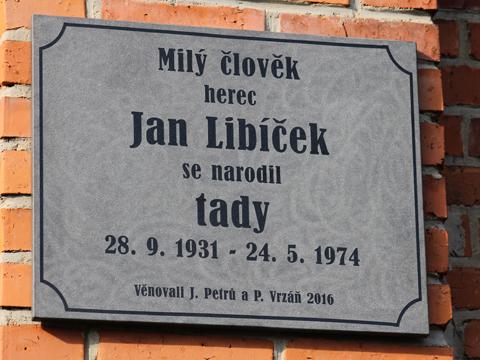 Milý člověk
herec
Jan Libíček
se narodil
tady
28. 9. 1931 - 24. 5. 1974
Věnovali J. Petrů a P. Vrzáň 2016